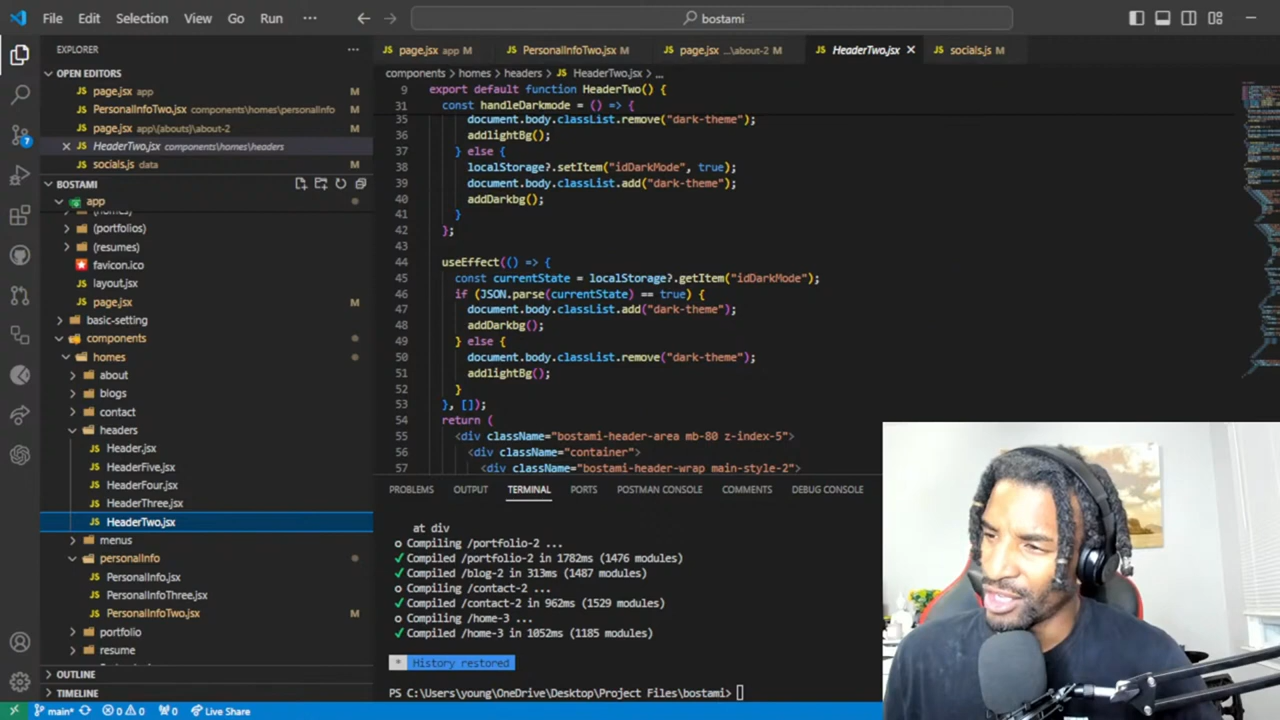 File Edit Selection View Go Run ··· bostami
EXPLORER ···
OPEN EDITORS
page.jsx app M
PersonalInfoTwo.jsx components\homes\personalInfo
page.jsx app\(abouts)\about-2 M
HeaderTwo.jsx components\homes\headers
socials.js data M
BOSTAMI
app
(homes)
(portfolios)
(resumes)
favicon.ico
layout.jsx
page.jsx M
basic-setting
components
homes
about
blogs
contact
headers
Header.jsx
HeaderFive.jsx
HeaderFour.jsx
HeaderThree.jsx
HeaderTwo.jsx
menus
personalInfo
PersonalInfo.jsx
PersonalInfoThree.jsx
PersonalInfoTwo.jsx M
portfolio
resume
OUTLINE
TIMELINE
page.jsx app M PersonalInfoTwo.jsx M page.jsx ...\about-2 M HeaderTwo.jsx socials.js M
components > homes > headers > HeaderTwo.jsx > ...
9 export default function HeaderTwo() {
31 const handleDarkmode = () => {
35 document.body.classList.remove("dark-theme");
36 addlightBg();
37 } else {
38 localStorage?.setItem("idDarkMode", true);
39 document.body.classList.add("dark-theme");
40 addDarkbg();
41 }
42 };
43
44 useEffect(() => {
45 const currentState = localStorage?.getItem("idDarkMode");
46 if (JSON.parse(currentState) == true) {
47 document.body.classList.add("dark-theme");
48 addDarkbg();
49 } else {
50 document.body.classList.remove("dark-theme");
51 addlightBg();
52 }
53 }, []);
54 return (
55 <div className="bostami-header-area mb-80 z-index-5">
56 <div className="container">
57 <div className="bostami-header-wrap main-style-2">
PROBLEMS OUTPUT TERMINAL PORTS POSTMAN CONSOLE COMMENTS DEBUG CONSOLE
at div
○ Compiling /portfolio-2 ...
✓ Compiled /portfolio-2 in 1782ms (1476 modules)
✓ Compiled /blog-2 in 313ms (1487 modules)
○ Compiling /contact-2 ...
✓ Compiled /contact-2 in 962ms (1529 modules)
○ Compiling /home-3 ...
✓ Compiled /home-3 in 1052ms (1185 modules)
* History restored
PS C:\Users\young\OneDrive\Desktop\Project Files\bostami>
main* 0 0 0 Live Share
7